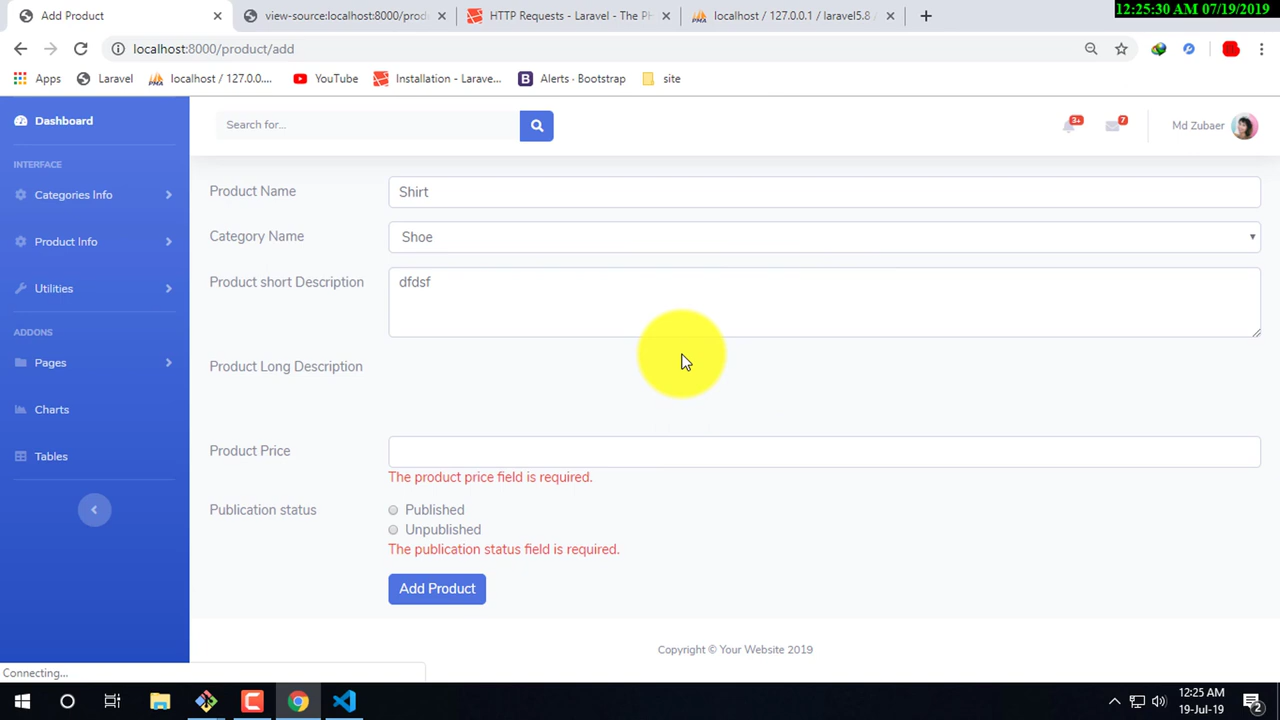 12:25:30 AM 07/19/2019
Add Product
view-source:localhost:8000/prod
HTTP Requests - Laravel - The PH
localhost / 127.0.0.1 / laravel5.8
localhost:8000/product/add
Apps
Laravel
localhost / 127.0.0....
YouTube
Installation - Larave...
Alerts · Bootstrap
site
Dashboard
Search for...
3+
7
Md Zubaer
INTERFACE
Categories Info
Product Info
Utilities
ADDONS
Pages
Charts
Tables
Product Name
Shirt
Category Name
Shoe
Product short Description
dfdsf
Product Long Description
Product Price
The product price field is required.
Publication status
Published
Unpublished
The publication status field is required.
Add Product
Copyright © Your Website 2019
Connecting...
12:25 AM
19-Jul-19
2